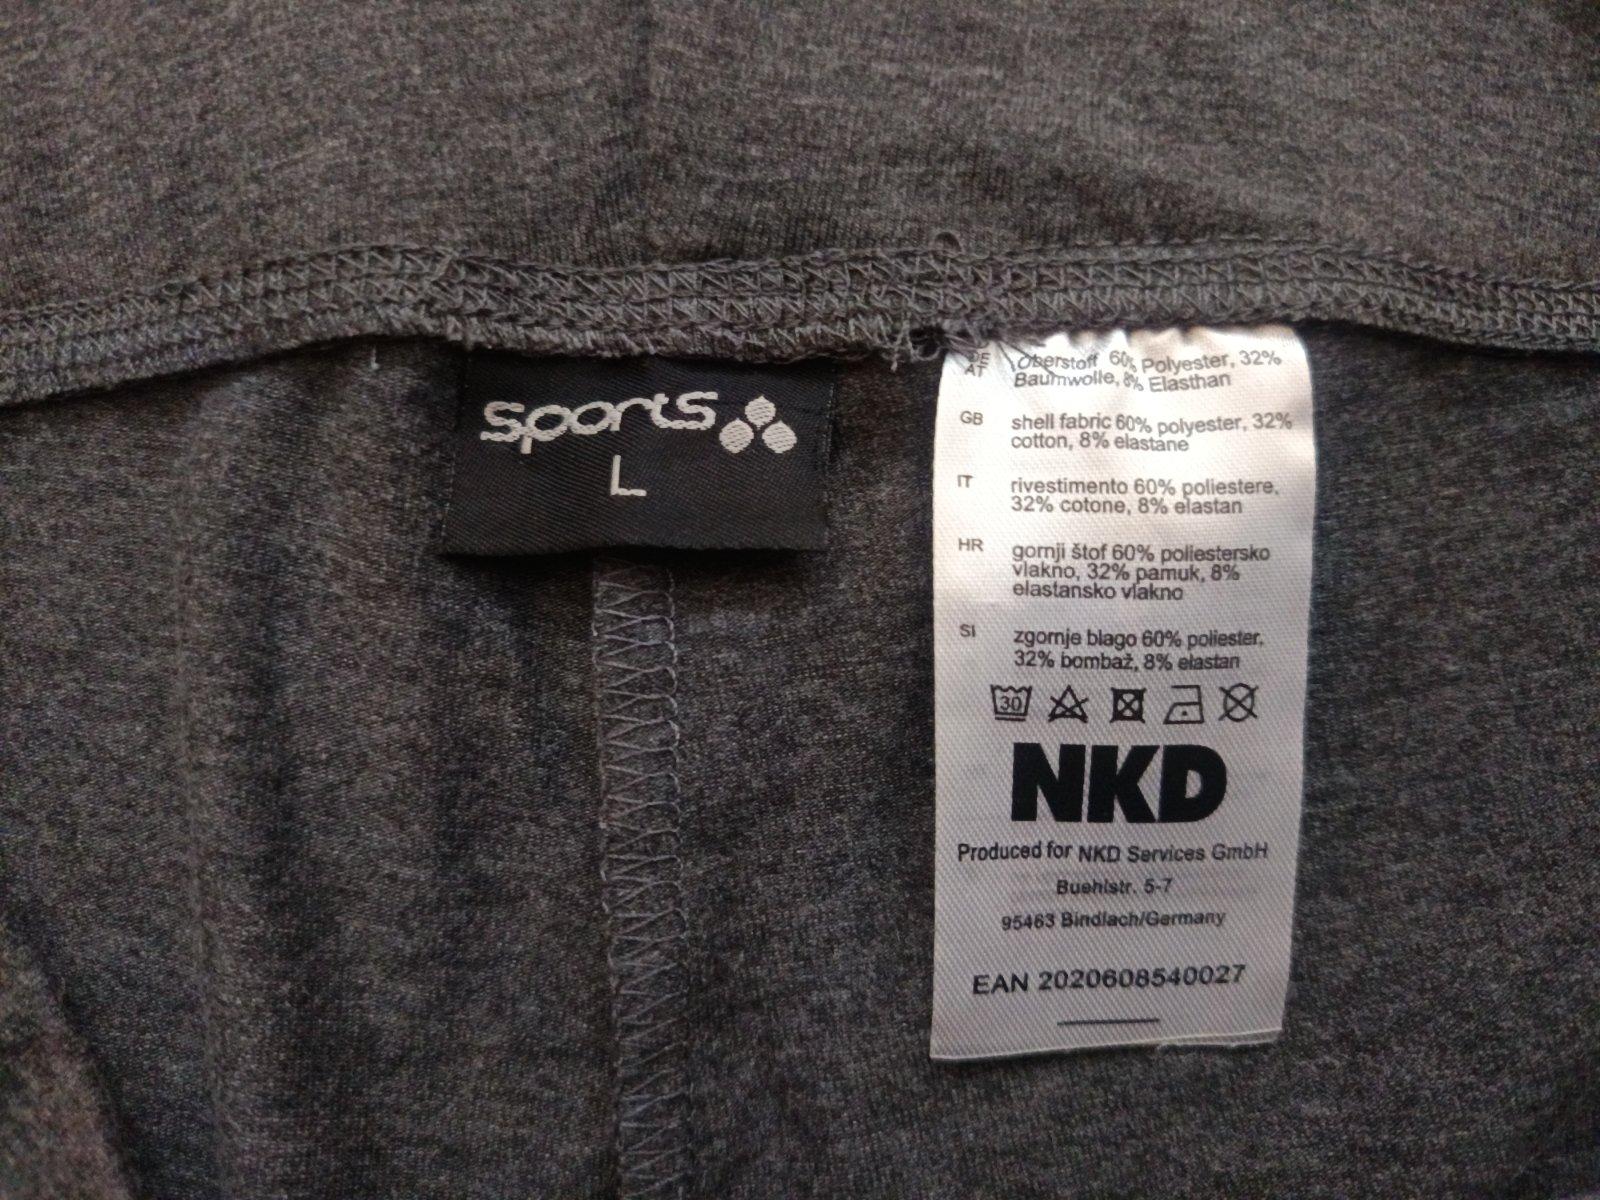 sports
L
DE
AT
Oberstoff 60% Polyester, 32%
Baumwolle, 8% Elasthan
GB
shell fabric 60% polyester, 32%
cotton, 8% elastane
IT
rivestimento 60% poliestere,
32% cotone, 8% elastan
HR
gornji štof 60% poliestersko
vlakno, 32% pamuk, 8%
elastansko vlakno
SI
zgornje blago 60% poliester,
32% bombaž, 8% elastan
30
NKD
Produced for NKD Services GmbH
Buehlstr. 5-7
95463 Bindlach/Germany
EAN 2020608540027